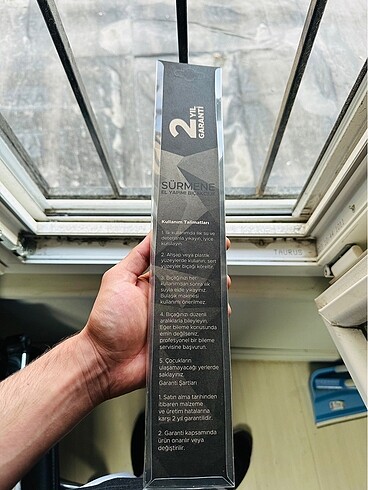 2 YIL
GARANTİ
SÜRMENE
EL YAPIMI BIÇAK
Kullanım Talimatları
1. İlk kullanımda ılık su ve
deterjanla yıkayın, iyice
kurulayın.
2. Ahşap veya plastik
yüzeylerde kullanın, sert
yüzeyler bıçağı köreltir.
3. Bıçağınızı her
kullanımdan sonra ılık
suyla elde yıkayınız.
Bulaşık makinesi
kullanımı önerilmez.
4. Bıçağınızı düzenli
aralıklarla bileyleyin.
Eğer bileme konusunda
emin değilseniz,
profesyonel bir bileme
servisine başvurun.
5. Çocukların
ulaşamayacağı yerlerde
saklayınız.
Garanti Şartları
1. Satın alma tarihinden
itibaren malzeme
ve üretim hatalarına
karşı 2 yıl garantilidir.
2. Garanti kapsamında
ürün onarılır veya
değiştirilir.
TAURUS